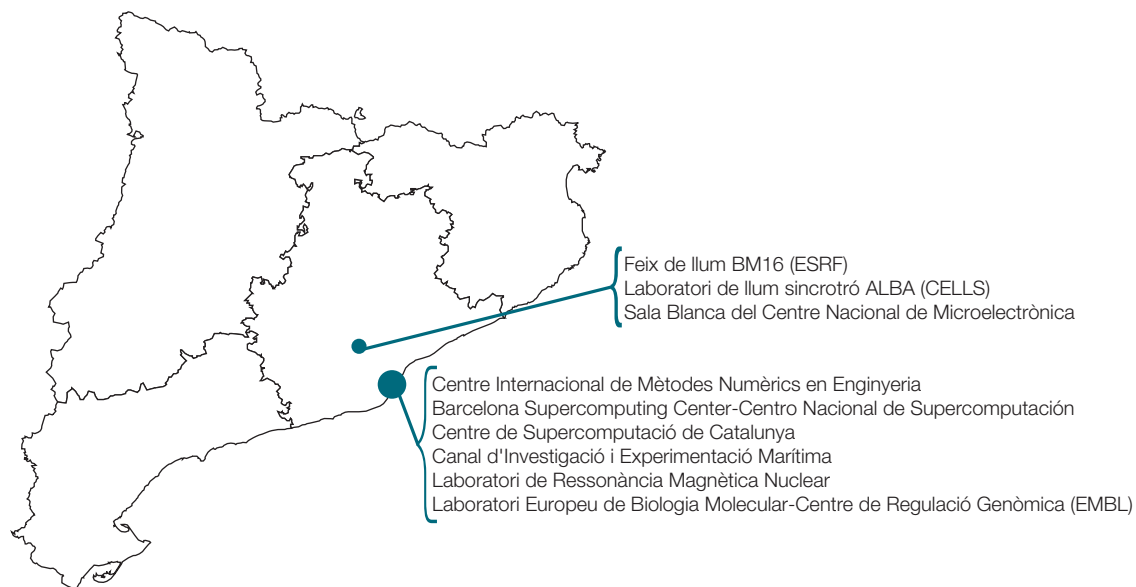 Feix de llum BM16 (ESRF)
Laboratori de llum sincrotró ALBA (CELLS)
Sala Blanca del Centre Nacional de Microelectrònica
Centre Internacional de Mètodes Numèrics en Enginyeria
Barcelona Supercomputing Center-Centro Nacional de Supercomputación
Centre de Supercomputació de Catalunya
Canal d'Investigació i Experimentació Marítima
Laboratori de Ressonància Magnètica Nuclear
Laboratori Europeu de Biologia Molecular-Centre de Regulació Genòmica (EMBL)